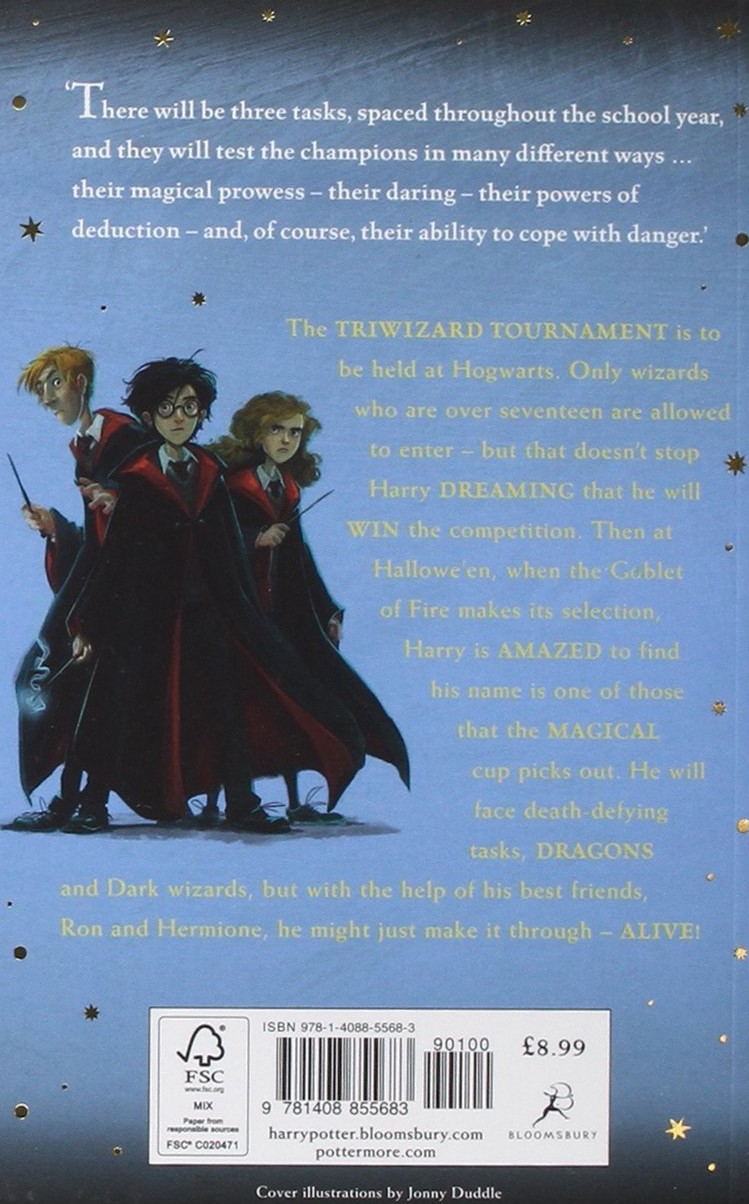 ‘There will be three tasks, spaced throughout the school year,
and they will test the champions in many different ways ...
their magical prowess – their daring – their powers of
deduction – and, of course, their ability to cope with danger.’
The TRIWIZARD TOURNAMENT is to
be held at Hogwarts. Only wizards
who are over seventeen are allowed
to enter – but that doesn't stop
Harry DREAMING that he will
WIN the competition. Then at
Hallowe'en, when the Goblet
of Fire makes its selection,
Harry is AMAZED to find
his name is one of those
that the MAGICAL
cup picks out. He will
face death-defying
tasks, DRAGONS
and Dark wizards, but with the help of his best friends,
Ron and Hermione, he might just make it through – ALIVE!
FSC®
www.fsc.org
MIX
Paper from
responsible sources
FSC® C020471
ISBN 978-1-4088-5568-3
90100
9 781408 855683
£8.99
BLOOMSBURY
harrypotter.bloomsbury.com
pottermore.com
Cover illustrations by Jonny Duddle